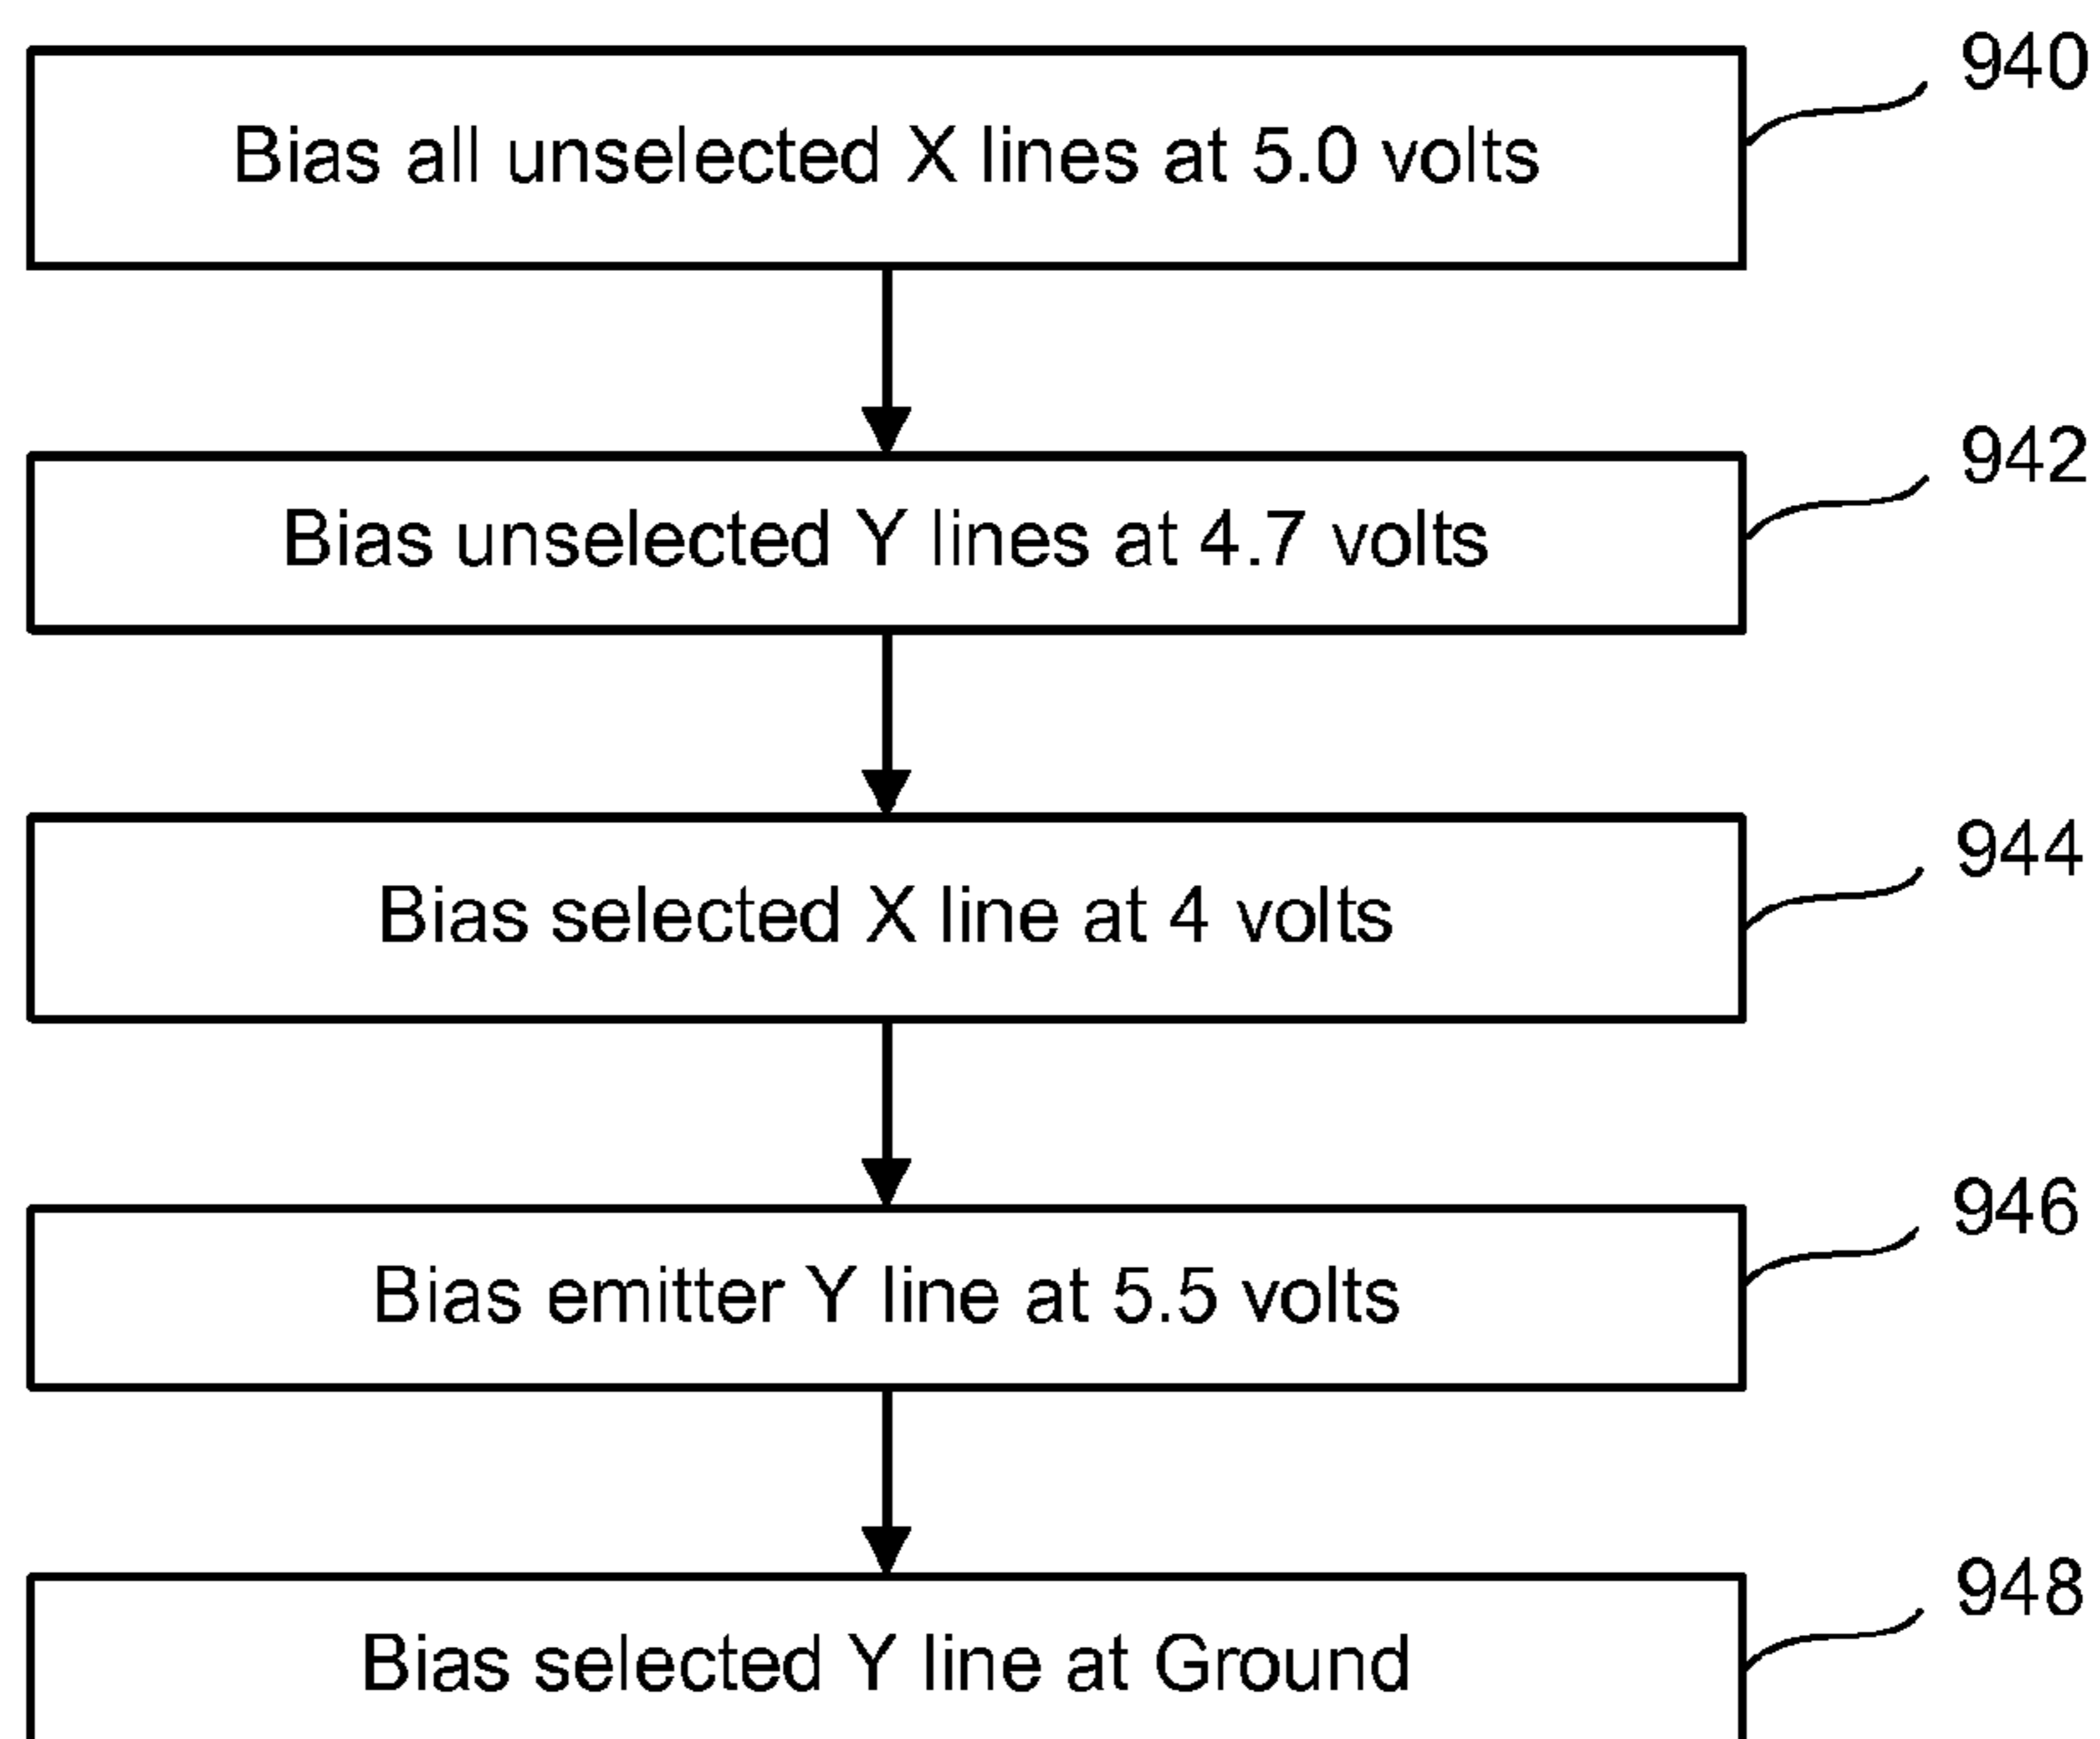 940
Bias all unselected X lines at 5.0 volts
942
Bias unselected Y lines at 4.7 volts
944
Bias selected X line at 4 volts
946
Bias emitter Y line at 5.5 volts
948
Bias selected Y line at Ground